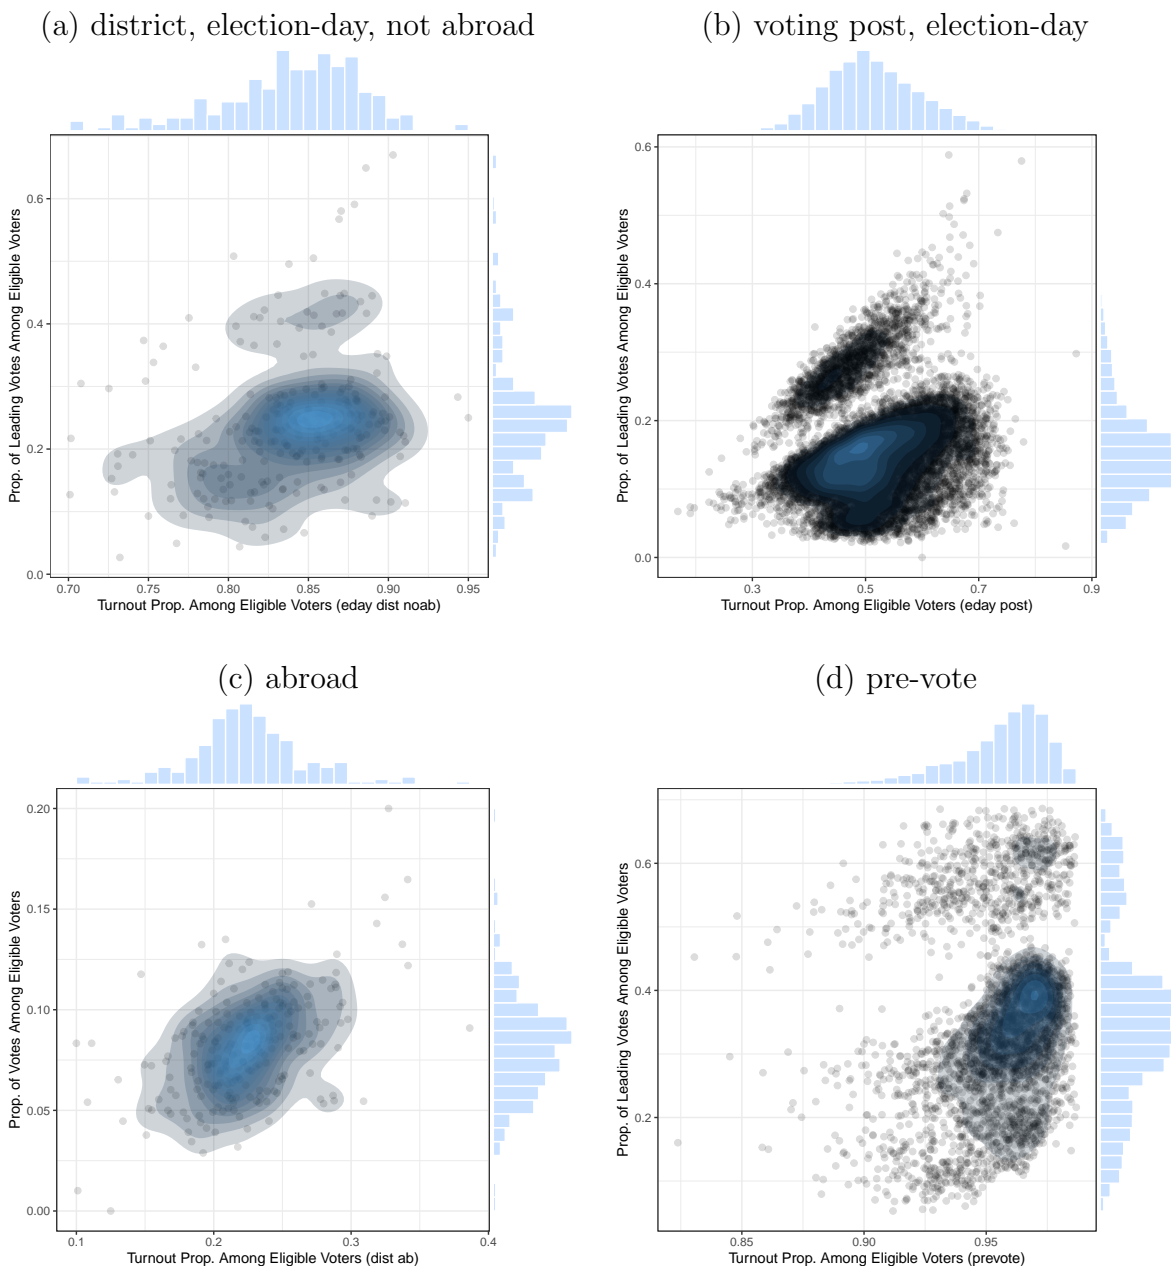 (a) district, election-day, not abroad
Prop. of Leading Votes Among Eligible Voters
0.6
0.4
0.2
0.0
0.70 0.75 0.80 0.85 0.90 0.95
Turnout Prop. Among Eligible Voters (eday dist noab)
(b) voting post, election-day
Prop. of Leading Votes Among Eligible Voters
0.6
0.4
0.2
0.0
0.3 0.5 0.7 0.9
Turnout Prop. Among Eligible Voters (eday post)
(c) abroad
Prop. of Votes Among Eligible Voters
0.20
0.15
0.10
0.05
0.00
0.1 0.2 0.3 0.4
Turnout Prop. Among Eligible Voters (dist ab)
(d) pre-vote
Prop. of Leading Votes Among Eligible Voters
0.6
0.4
0.2
0.85 0.90 0.95
Turnout Prop. Among Eligible Voters (prevote)